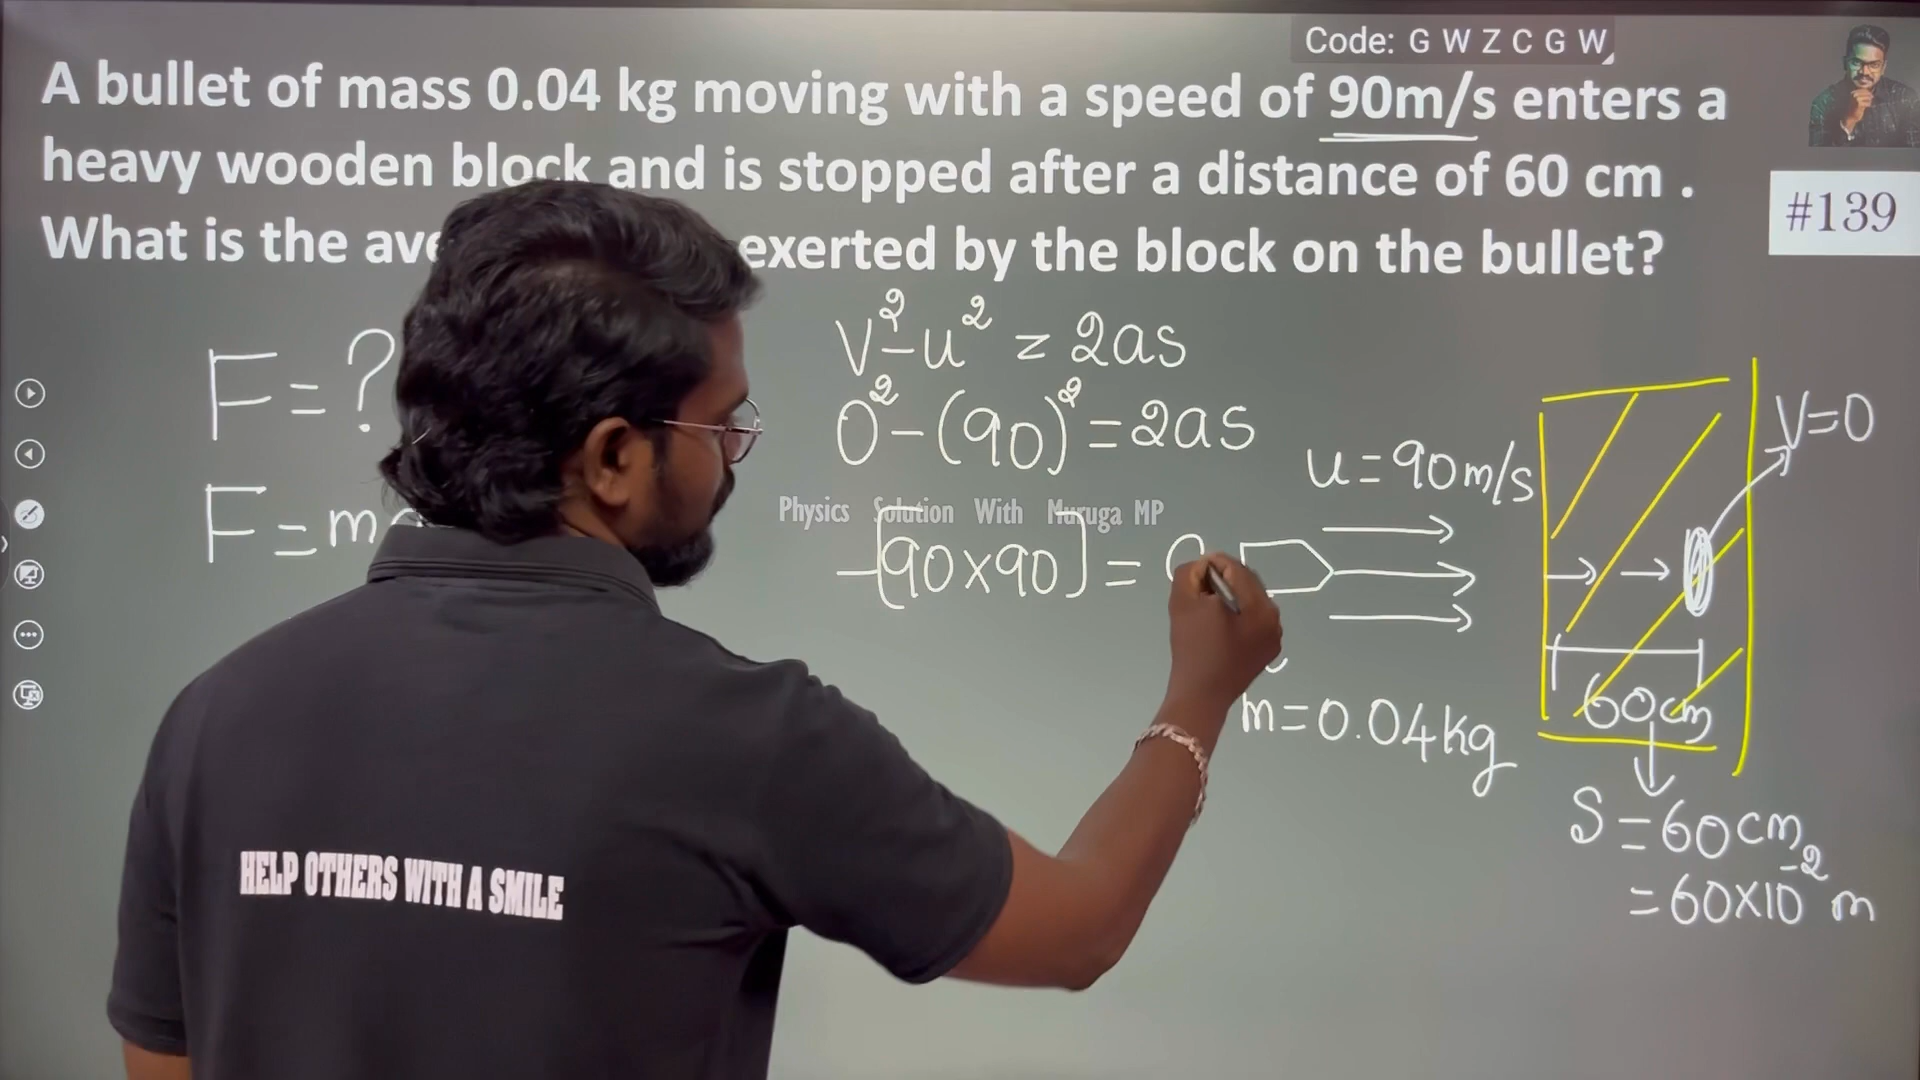 Code: G W Z C G W
A bullet of mass 0.04 kg moving with a speed of 90m/s enters a
heavy wooden block and is stopped after a distance of 60 cm .
What is the exerted by the block on the bullet?
#139
F = ?
F = m
V² - u² = 2as
0² - (90)² = 2as
Physics Solution With Muruga MP
-[90×90] =
u = 90m/s
V=0
m=0.04kg
60cm
S = 60cm
= 60×10⁻² m
HELP OTHERS WITH A SMILE